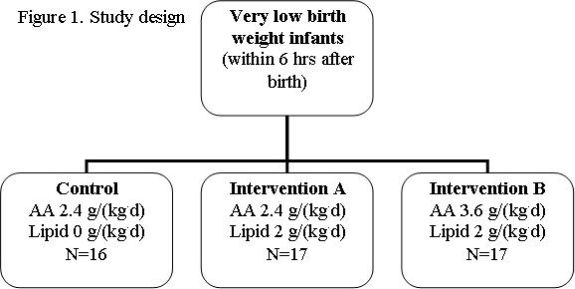 Figure 1. Study design
Very low birth
weight infants
(within 6 hrs after
birth)
Control
AA 2.4 g/(kg·d)
Lipid 0 g/(kg·d)
N=16
Intervention A
AA 2.4 g/(kg·d)
Lipid 2 g/(kg·d)
N=17
Intervention B
AA 3.6 g/(kg·d)
Lipid 2 g/(kg·d)
N=17